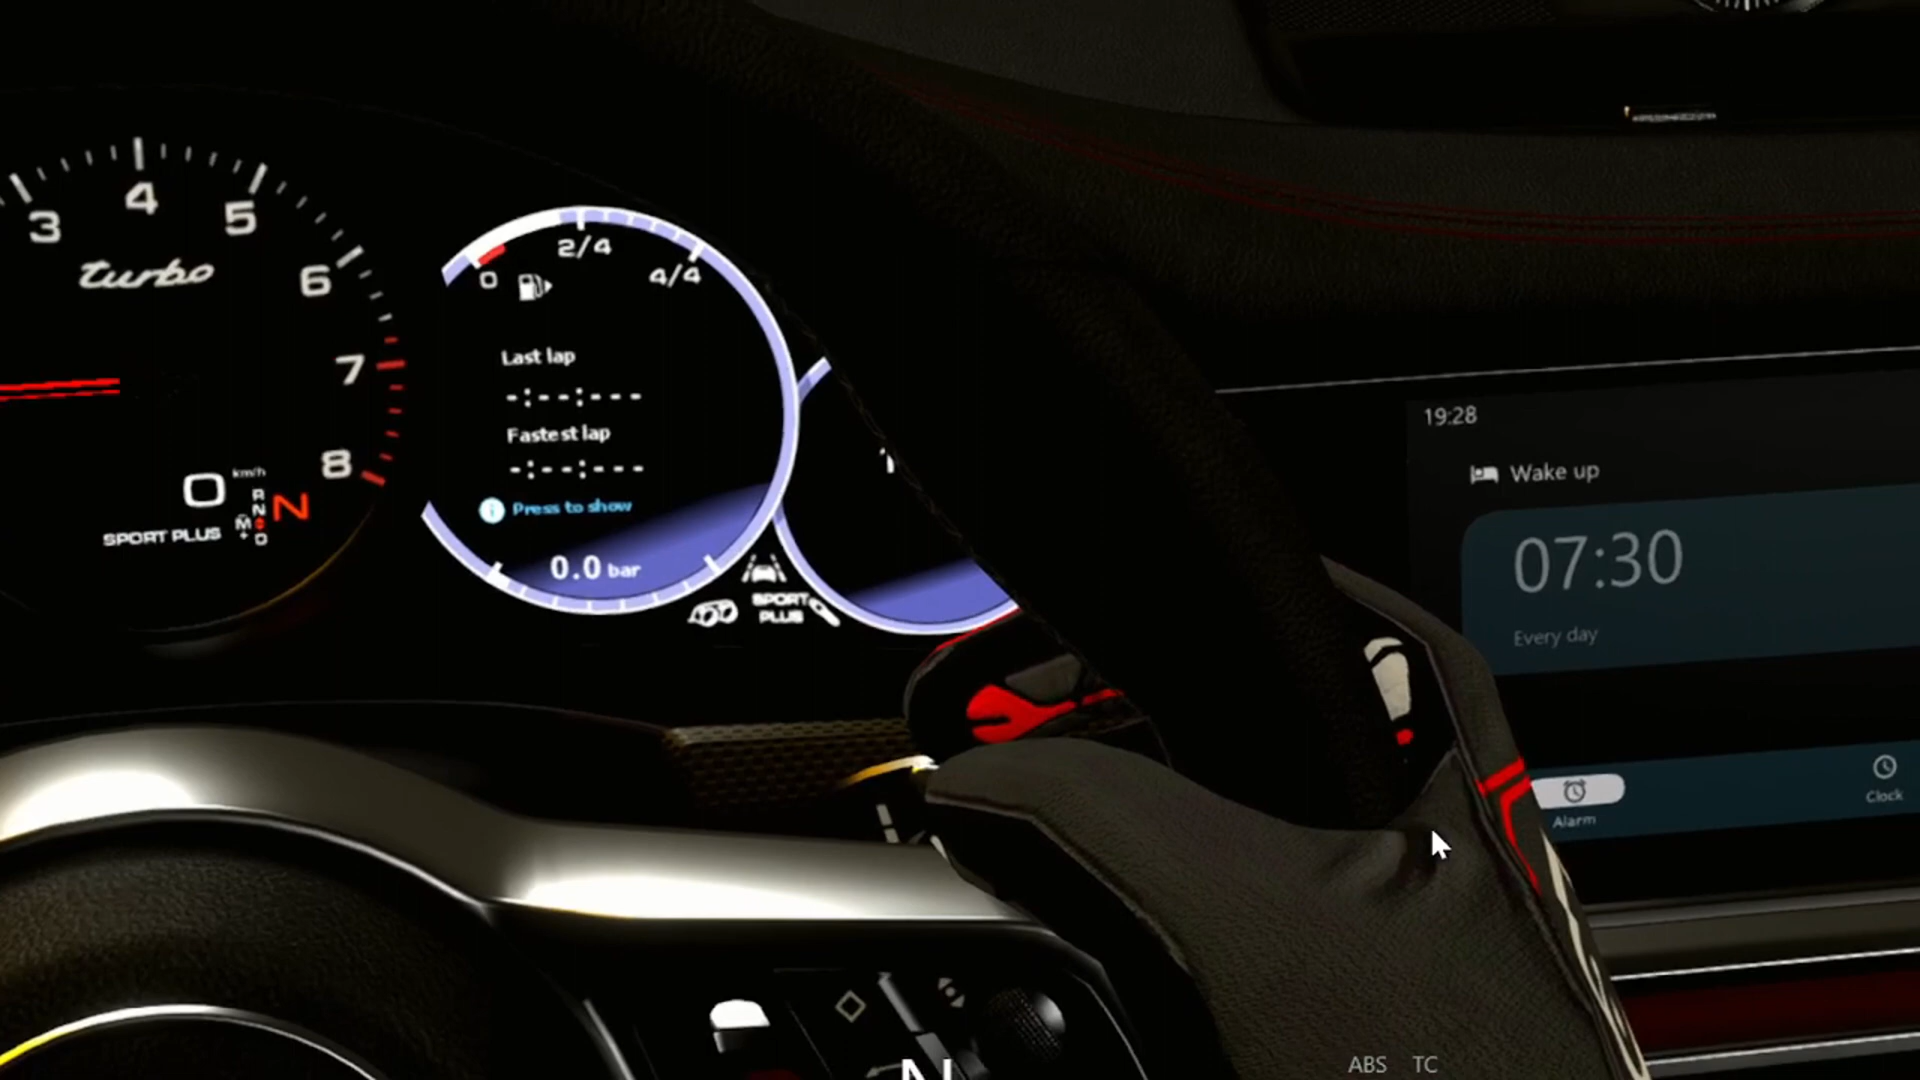 3
4
5
6
7
8
turbo
0 km/h
R
N
M
+
D
N
SPORT PLUS
0
2/4
4/4
Last lap
-:--:---
Fastest lap
-:--:---
i Press to show
0.0 bar
SPORT
PLUS
19:28
Wake up
07:30
Every day
Alarm
Clock
N
ABS TC